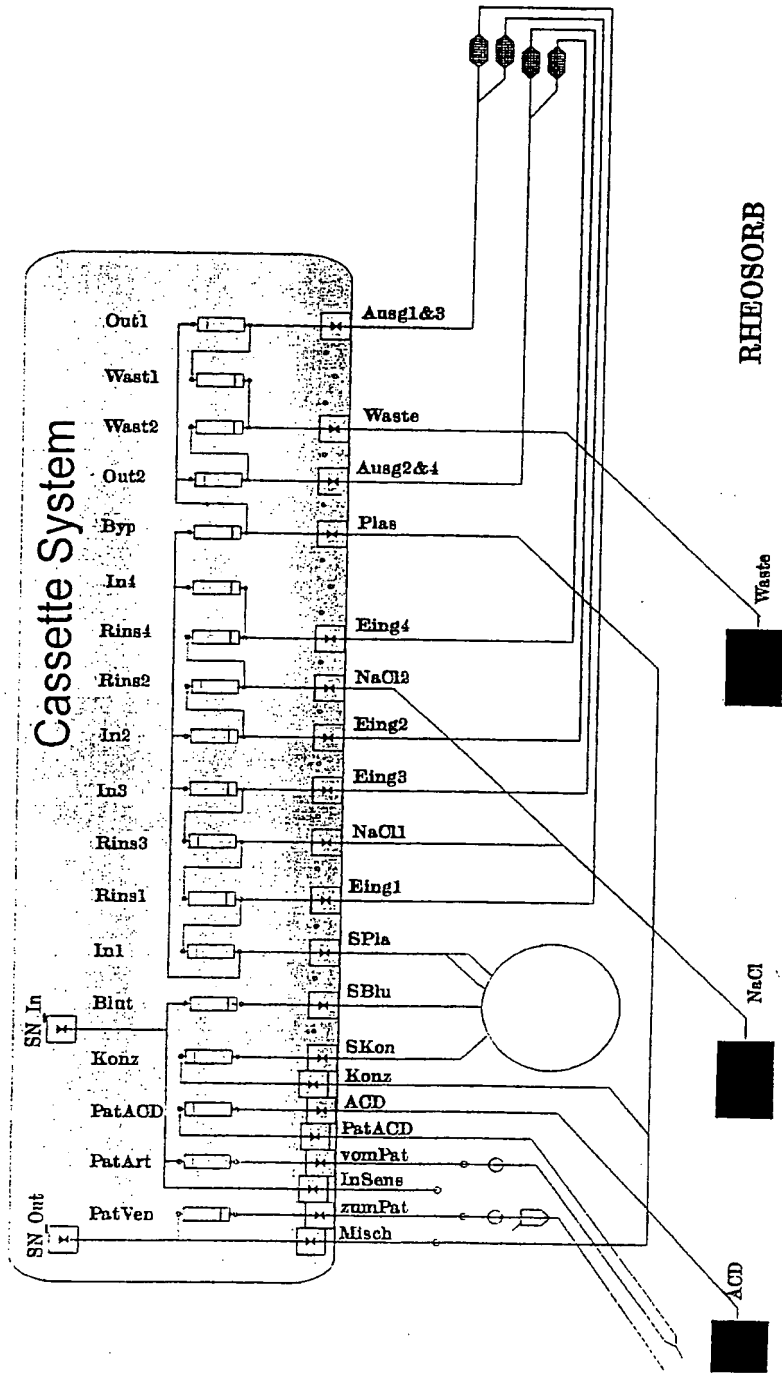 Cassette System
SN_Out
SN_In
PatVen
PatArt
PatACD
Konz
Blut
In1
Rins1
Rins3
In3
In2
Rins2
Rins4
In4
Byp
Out2
Wast2
Wast1
Out1
Misch
zumPat
InSens
vomPat
PatACD
ACD
Konz
SKon
SBlu
SPla
Eing1
NaCl1
Eing3
Eing2
NaCl2
Eing4
Plas
Ausg2&4
Waste
Ausg1&3
ACD
NaCl
Waste
RHEOSORB